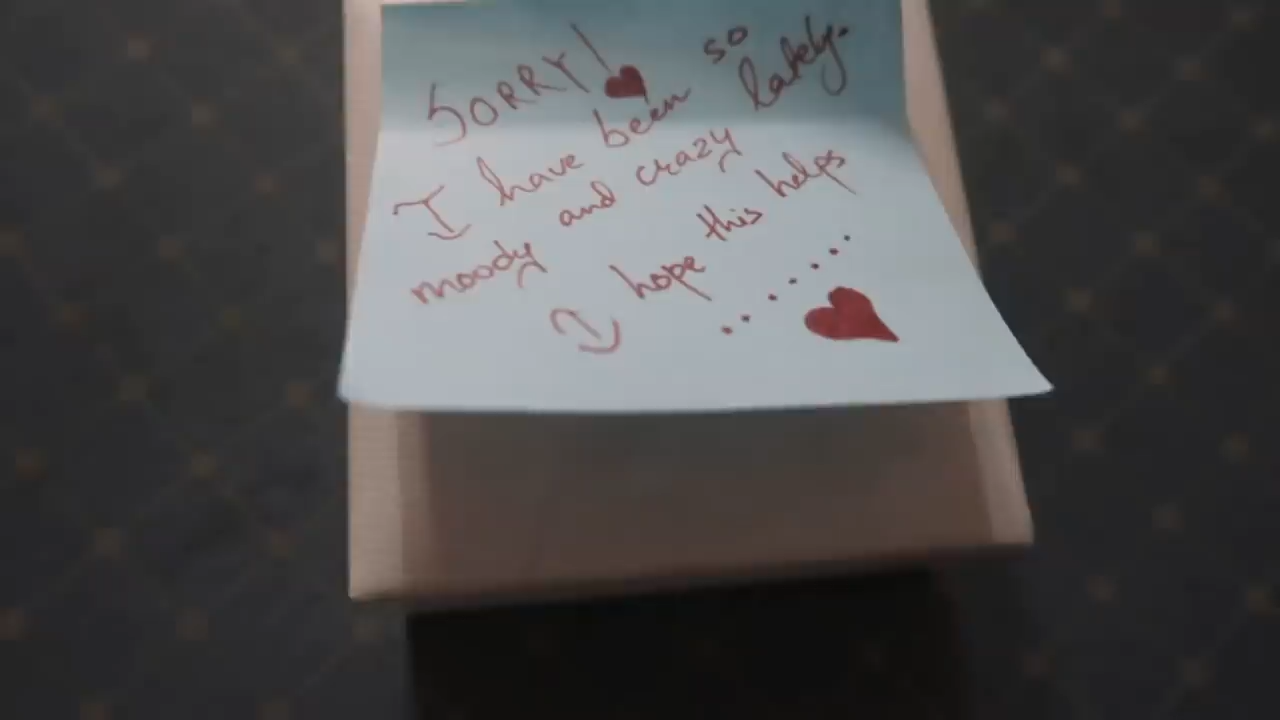 SORRY!
I have been so
moody and crazy lately.
I hope this helps
.......